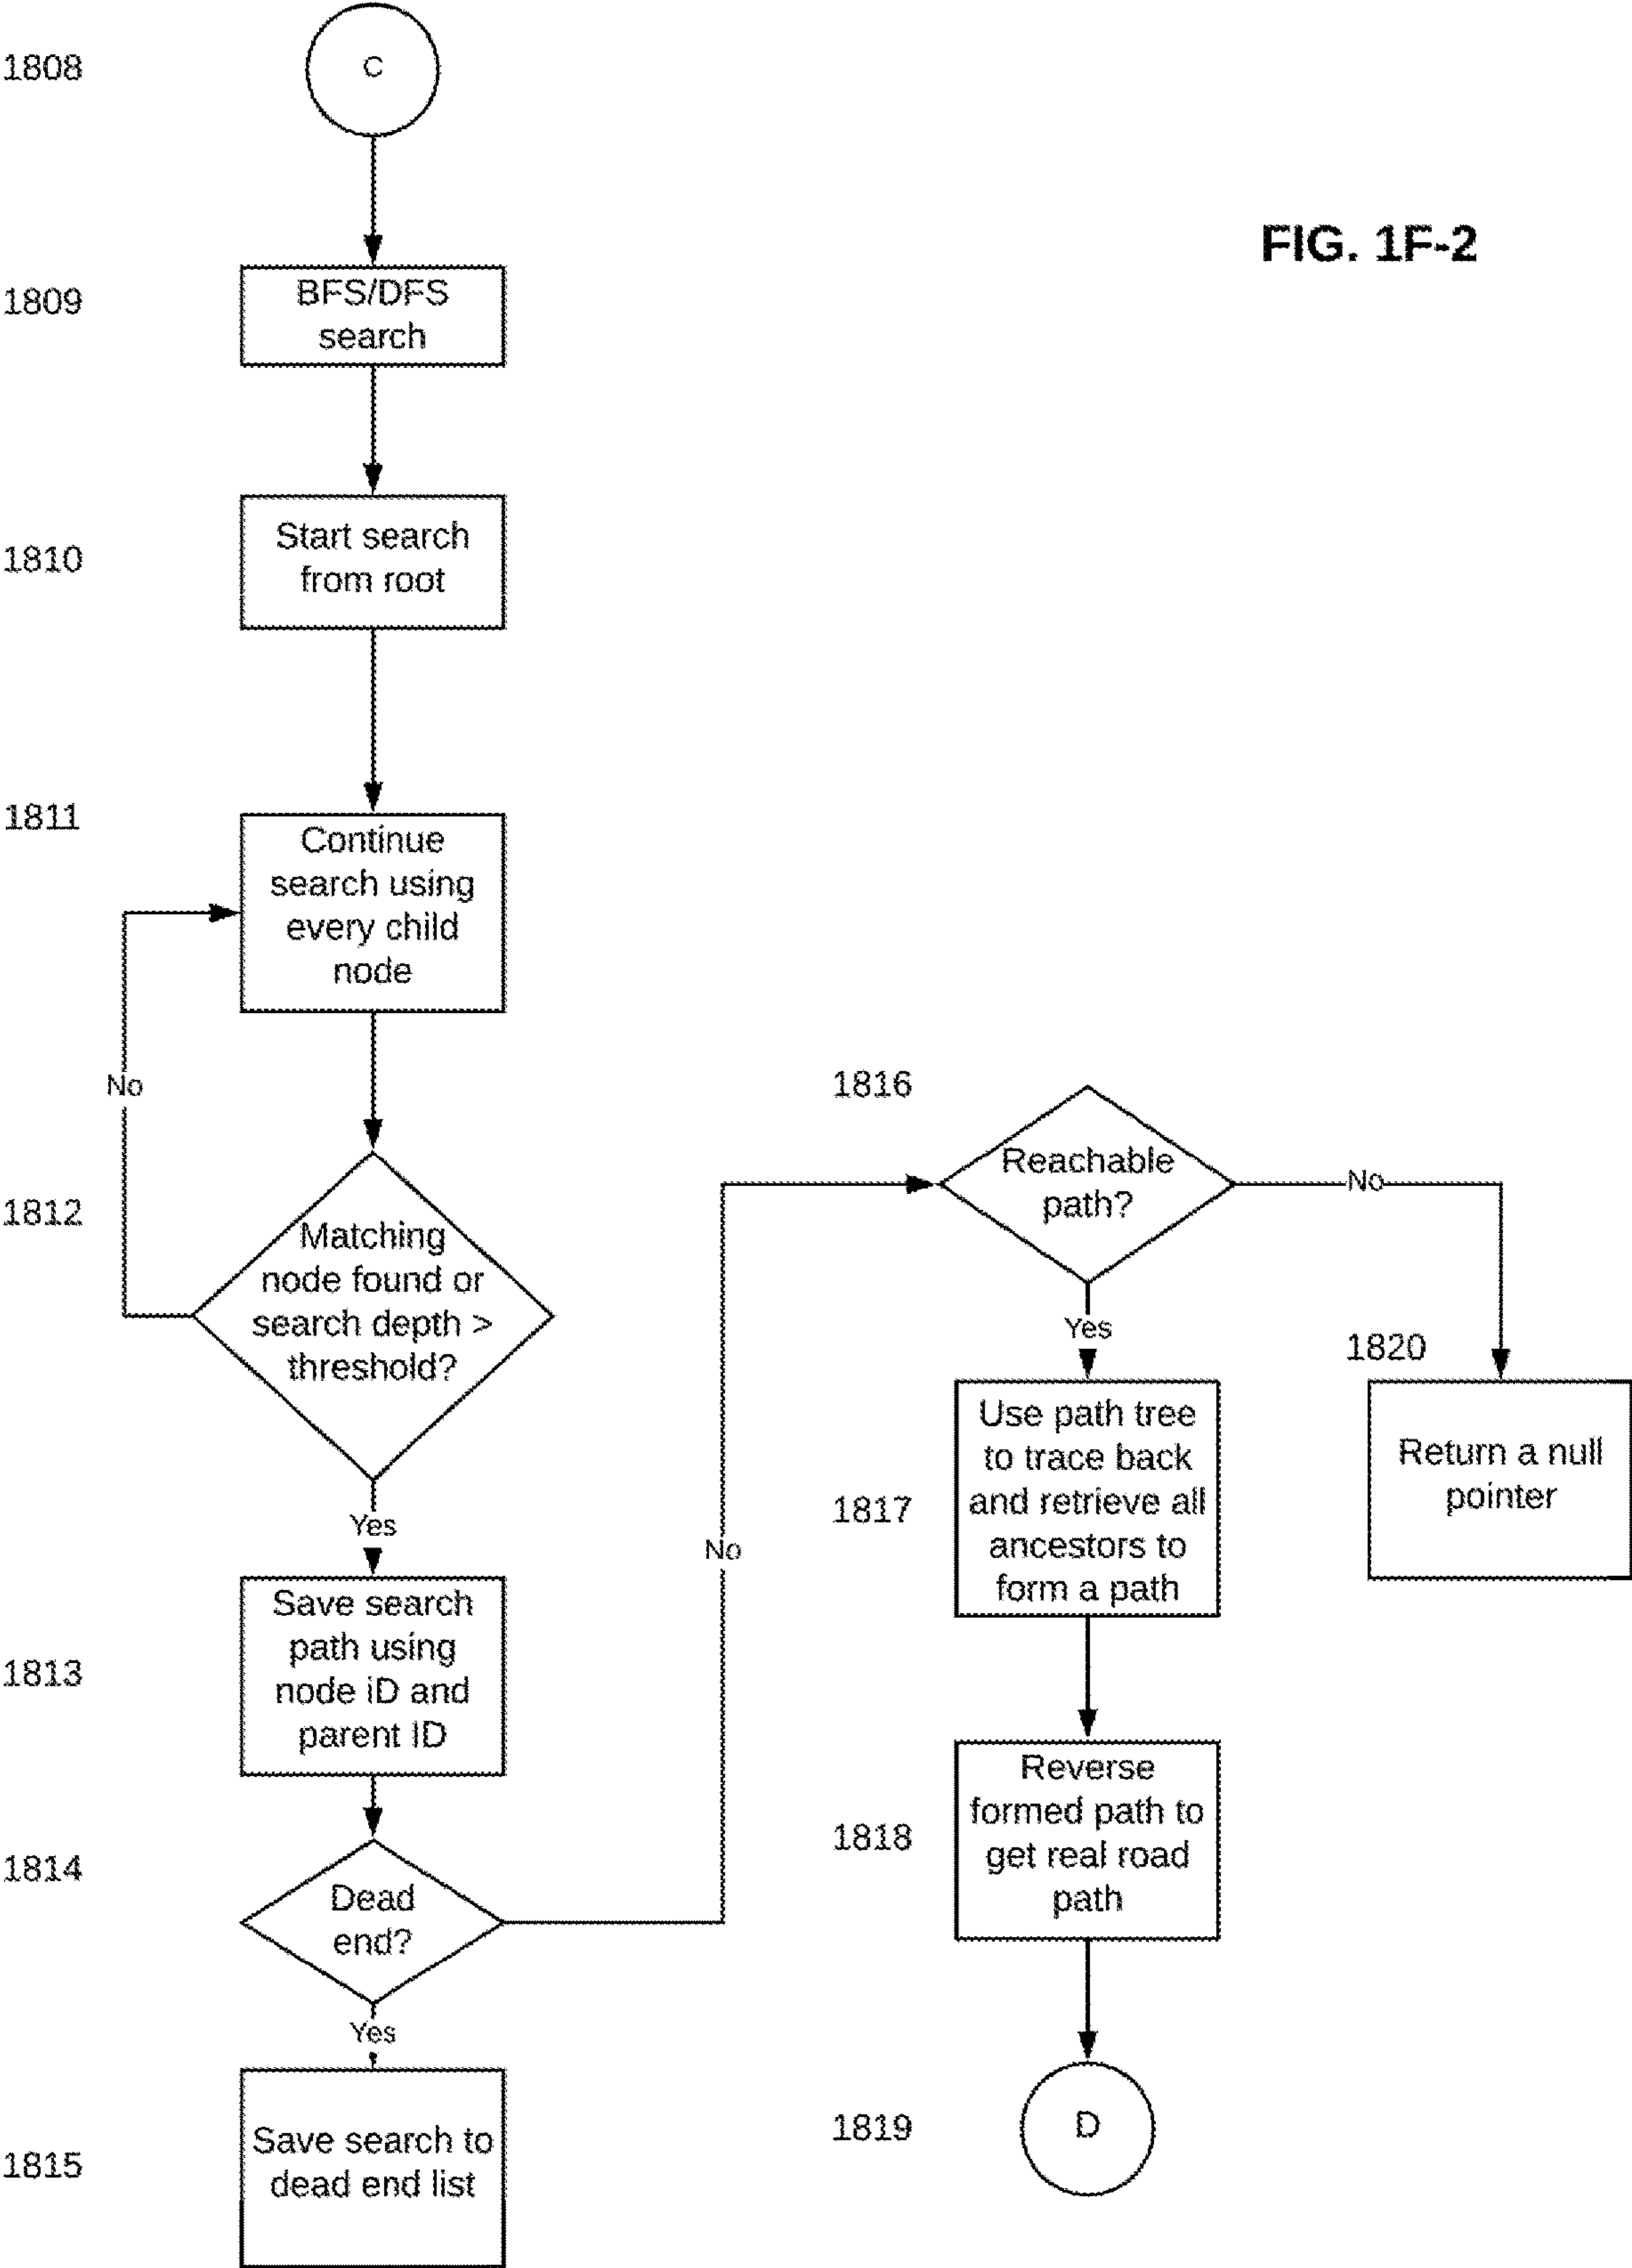 1808
C
FIG. 1F-2
1809
BFS/DFS
search
1810
Start search
from root
1811
Continue
search using
every child
node
No
1812
Matching
node found or
search depth >
threshold?
Yes
1813
Save search
path using
node iD and
parent ID
1814
Dead
end?
No
Yes
1815
Save search to
dead end list
1816
Reachable
path?
No
Yes
1820
Return a null
pointer
1817
Use path tree
to trace back
and retrieve all
ancestors to
form a path
1818
Reverse
formed path to
get real road
path
1819
D